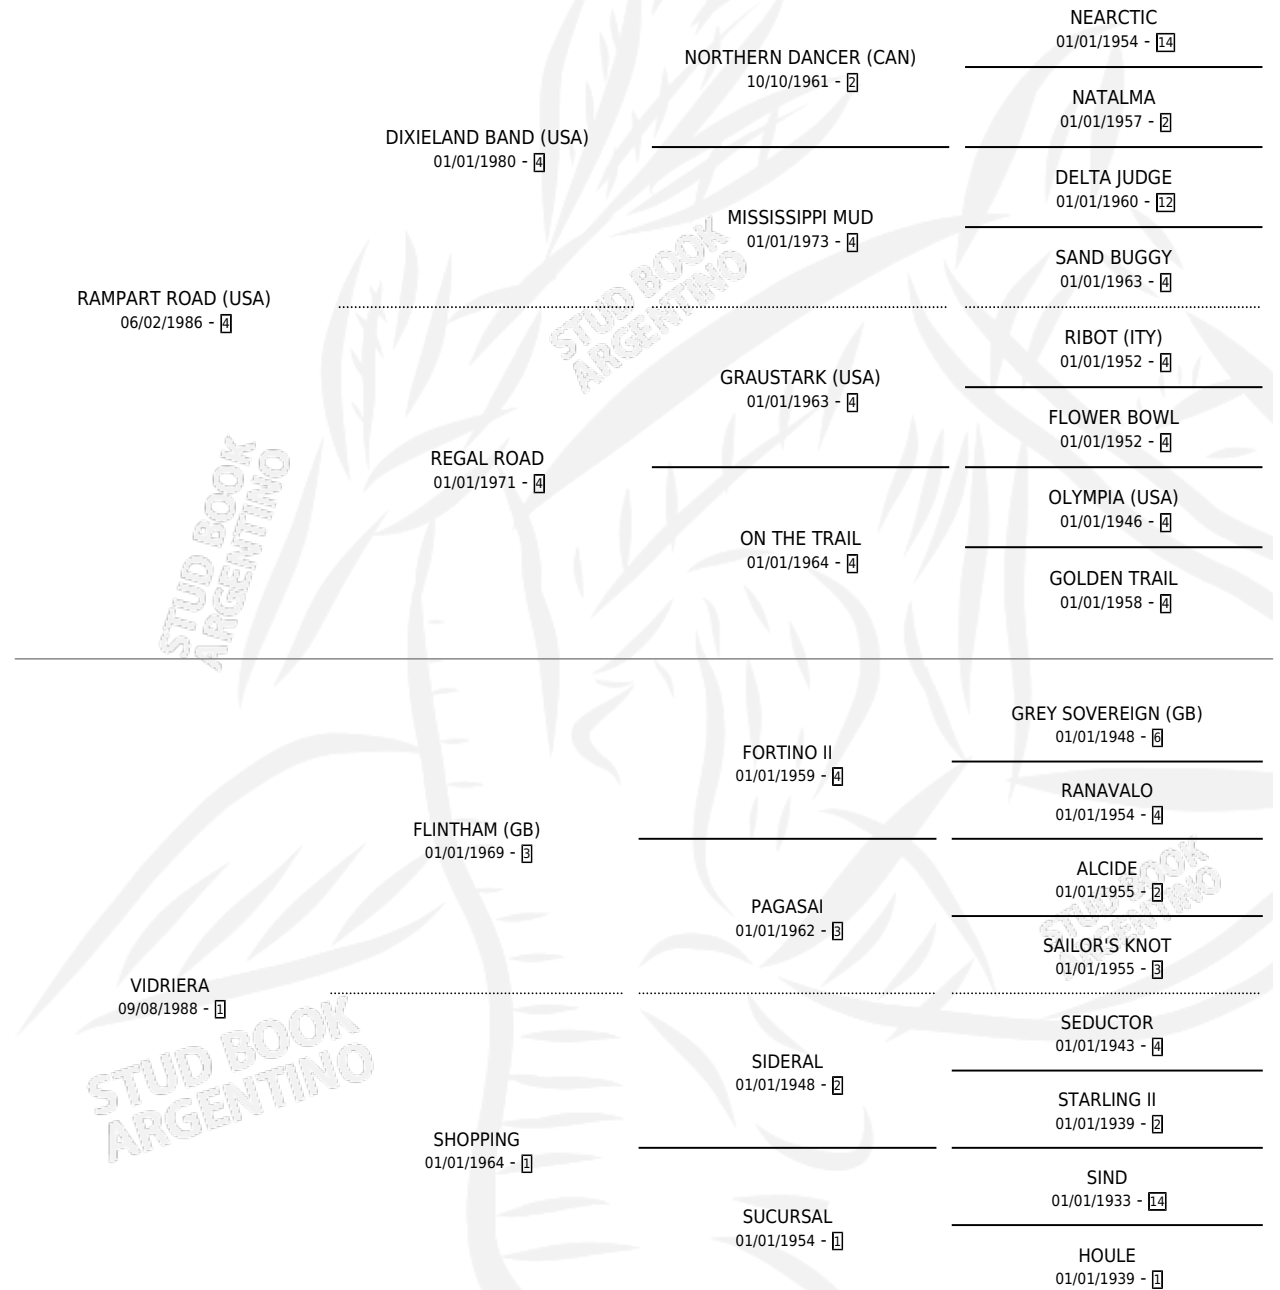 NEARCTIC
01/01/1954 - 14
NORTHERN DANCER (CAN)
10/10/1961 - 2
NATALMA
01/01/1957 - 2
DIXIELAND BAND (USA)
01/01/1980 - 4
DELTA JUDGE
01/01/1960 - 12
MISSISSIPPI MUD
01/01/1973 - 4
SAND BUGGY
01/01/1963 - 4
RAMPART ROAD (USA)
06/02/1986 - 4
STUD BOOK
ARGENTINO
RIBOT (ITY)
01/01/1952 - 4
GRAUSTARK (USA)
01/01/1963 - 4
FLOWER BOWL
01/01/1952 - 4
REGAL ROAD
01/01/1971 - 4
OLYMPIA (USA)
01/01/1946 - 4
ON THE TRAIL
01/01/1964 - 4
GOLDEN TRAIL
01/01/1958 - 4
STUD BOOK
ARGENTINO
GREY SOVEREIGN (GB)
01/01/1948 - 6
FORTINO II
01/01/1959 - 4
RANAVALO
01/01/1954 - 4
FLINTHAM (GB)
01/01/1969 - 3
ALCIDE
01/01/1955 - 2
PAGASAI
01/01/1962 - 3
SAILOR'S KNOT
01/01/1955 - 3
STUD BOOK
ARGENTINO
VIDRIERA
09/08/1988 - 1
STUD BOOK
ARGENTINO
SEDUCTOR
01/01/1943 - 4
SIDERAL
01/01/1948 - 2
STARLING II
01/01/1939 - 2
SHOPPING
01/01/1964 - 1
SIND
01/01/1933 - 14
SUCURSAL
01/01/1954 - 1
HOULE
01/01/1939 - 1